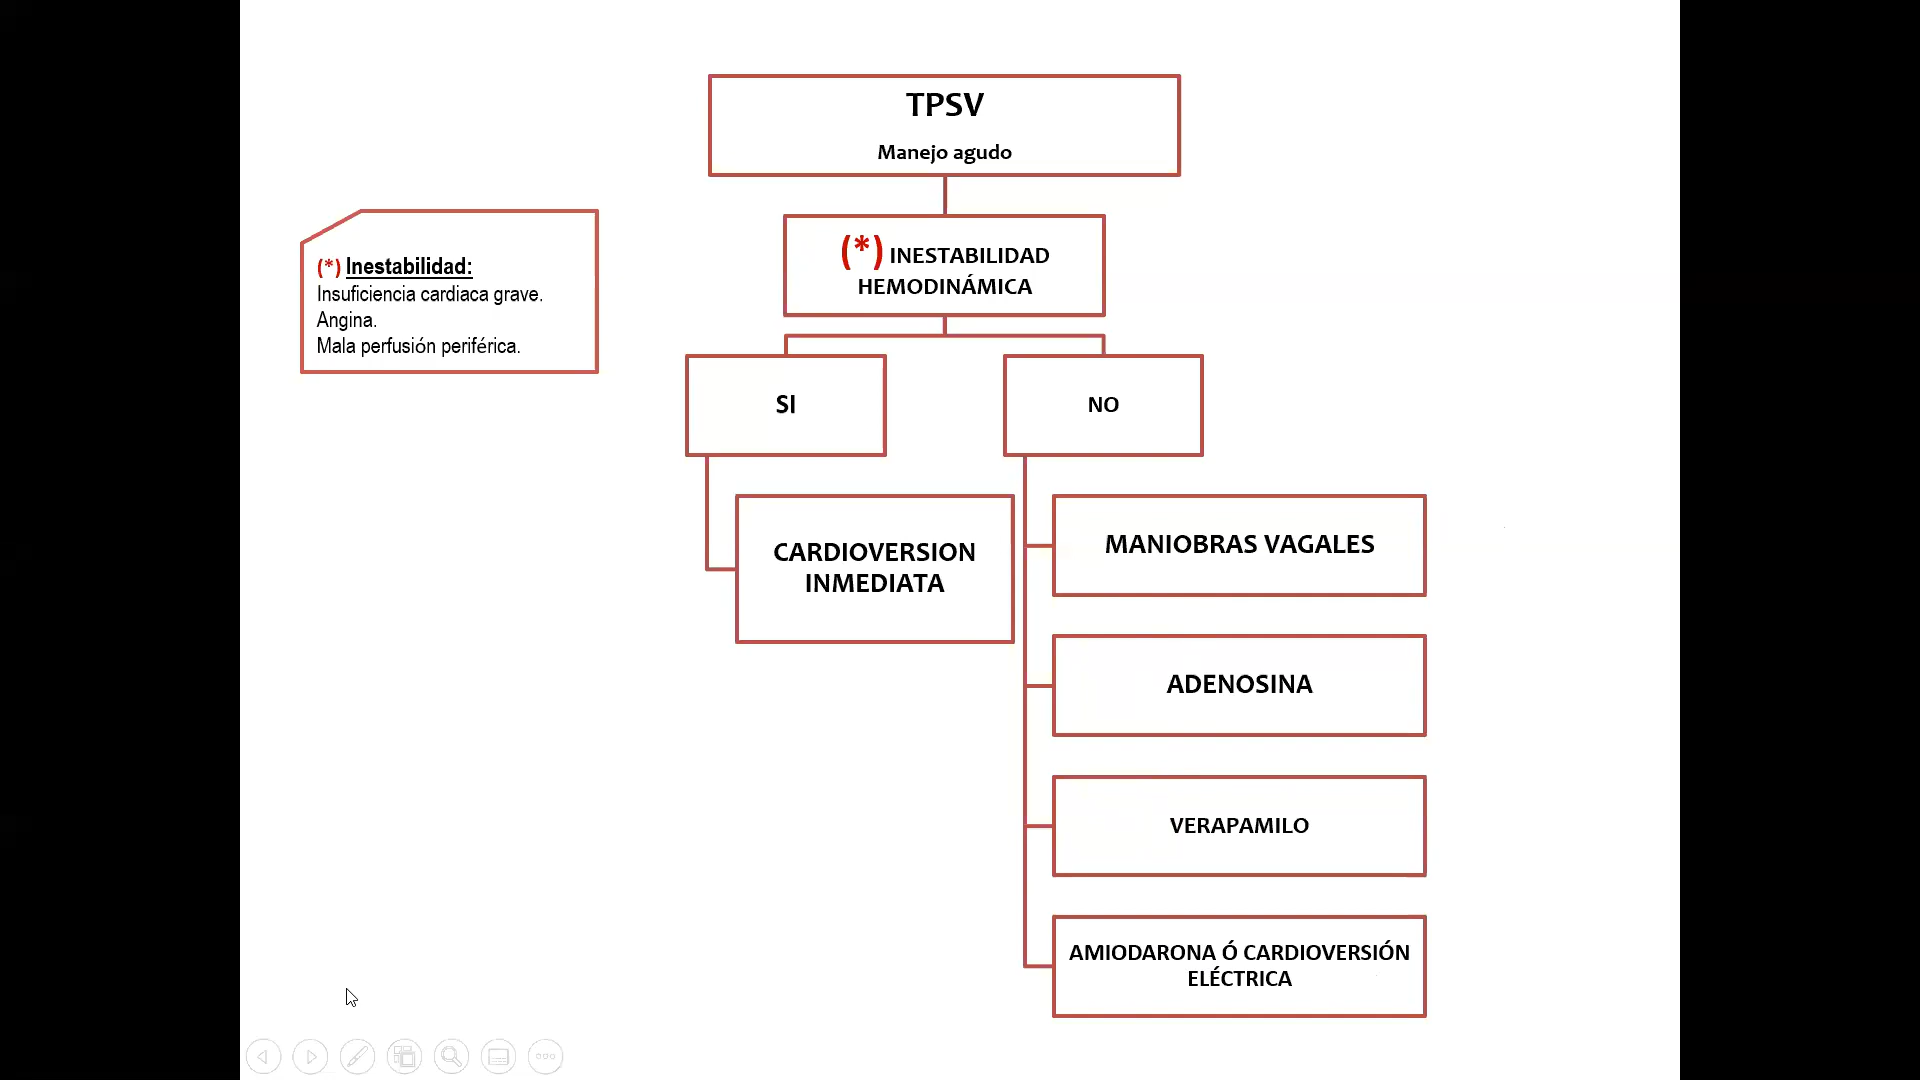 TPSV
Manejo agudo
(*) INESTABILIDAD
HEMODINÁMICA
(*) Inestabilidad:
Insuficiencia cardiaca grave.
Angina.
Mala perfusión periférica.
SI
NO
CARDIOVERSION
INMEDIATA
MANIOBRAS VAGALES
ADENOSINA
VERAPAMILO
AMIODARONA Ó CARDIOVERSIÓN
ELÉCTRICA